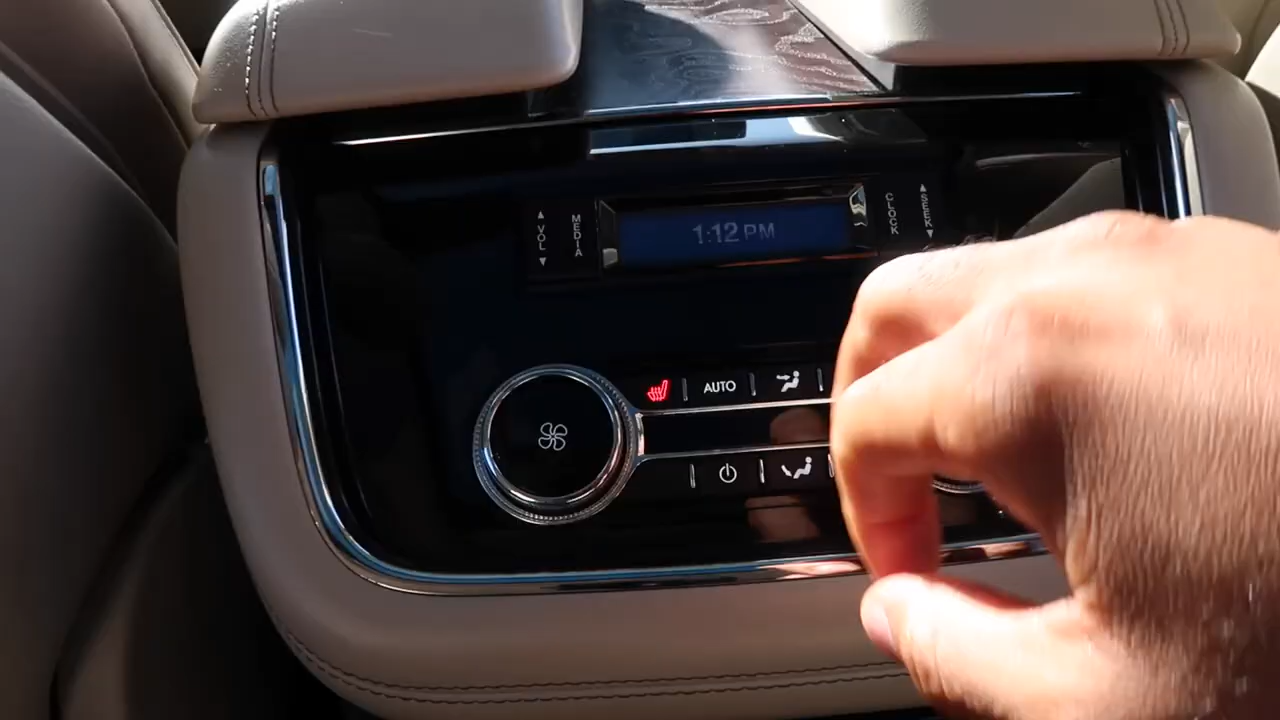 VOL
MEDIA
1:12 PM
CLOCK
SEEK
AUTO